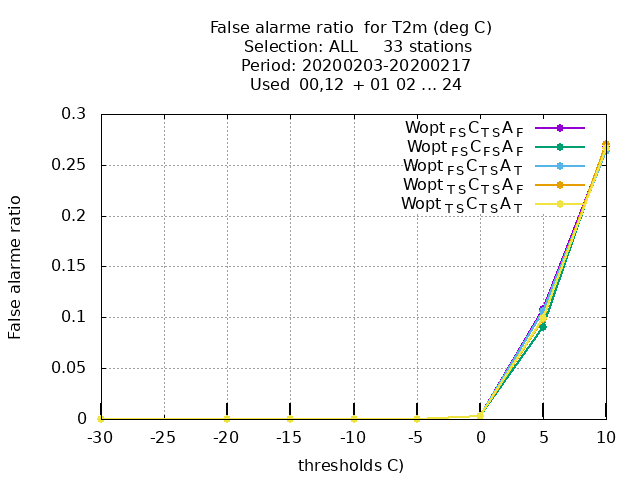 False alarme ratio for T2m (deg C)
Selection: ALL 33 stations
Period: 20200203-20200217
Used 00,12 + 01 02 ... 24
False alarme ratio
0.3
0.25
0.2
0.15
0.1
0.05
0
Wopt FS C TS A F
Wopt FS C FS A F
Wopt FS C TS A T
Wopt TS C TS A F
Wopt TS C TS A T
-30 -25 -20 -15 -10 -5 0 5 10
thresholds C)